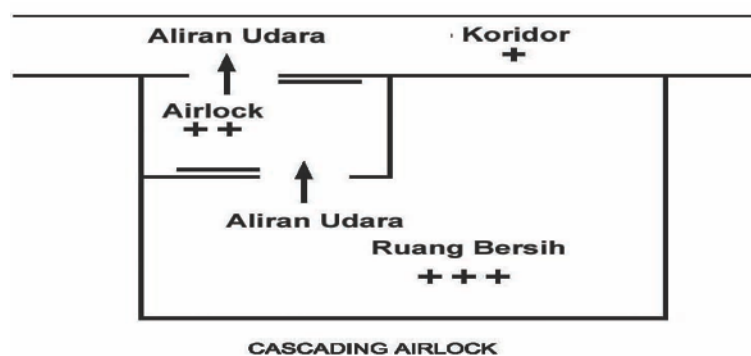 Aliran Udara
Koridor
+
Airlock
+ +
Aliran Udara
Ruang Bersih
+ + +
CASCADING AIRLOCK